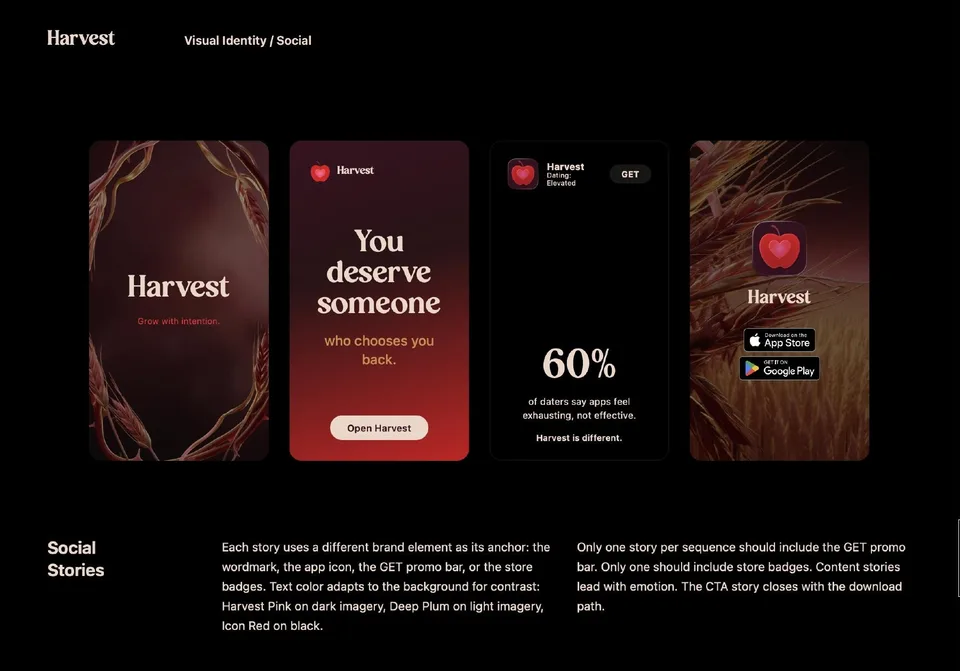 Harvest
Visual Identity / Social
Harvest
Grow with intention.
Harvest
You
deserve
someone
who chooses you
back.
Open Harvest
Harvest
Dating:
Elevated
GET
60%
of daters say apps feel
exhausting, not effective.
Harvest is different.
Harvest
Download on the
App Store
GET IT ON
Google Play
Social
Stories
Each story uses a different brand element as its anchor: the
wordmark, the app icon, the GET promo bar, or the store
badges. Text color adapts to the background for contrast:
Harvest Pink on dark imagery, Deep Plum on light imagery,
Icon Red on black.
Only one story per sequence should include the GET promo
bar. Only one should include store badges. Content stories
lead with emotion. The CTA story closes with the download
path.